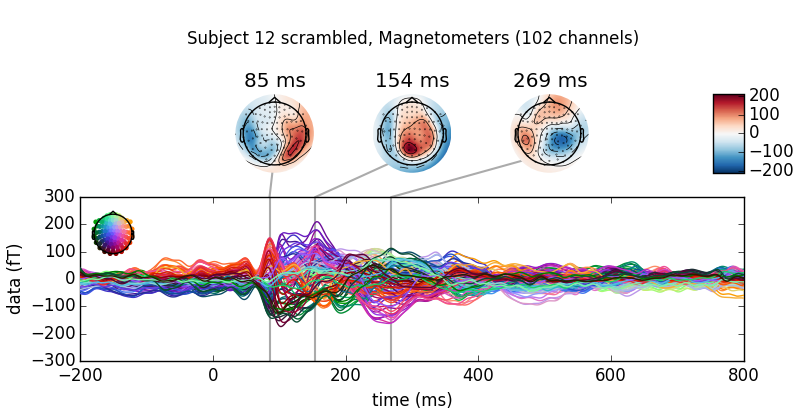 Subject 12 scrambled, Magnetometers (102 channels)
85 ms 154 ms 269 ms
200
100
0
−100
−200
300
200
100
0
−100
−200
−300
data (fT)
−200 0 200 400 600 800
time (ms)